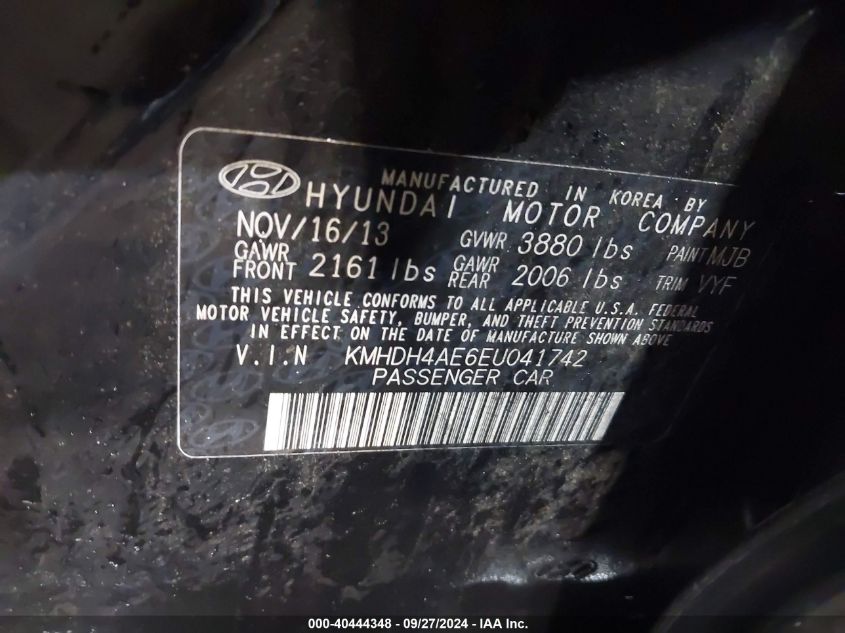 MANUFACTURED IN KOREA BY
HYUNDAI MOTOR COMPANY
NOV/16/13 GVWR 3880 lbs PAINT MJB
GAWR FRONT 2161 lbs GAWR REAR 2006 lbs TRIM VYF
THIS VEHICLE CONFORMS TO ALL APPLICABLE U.S.A. FEDERAL
MOTOR VEHICLE SAFETY, BUMPER, AND THEFT PREVENTION STANDARDS
IN EFFECT ON THE DATE OF MANUFACTURE SHOWN ABOVE
V.I.N KMHDH4AE6EU041742
PASSENGER CAR
000-40444348 - 09/27/2024 - IAA Inc.